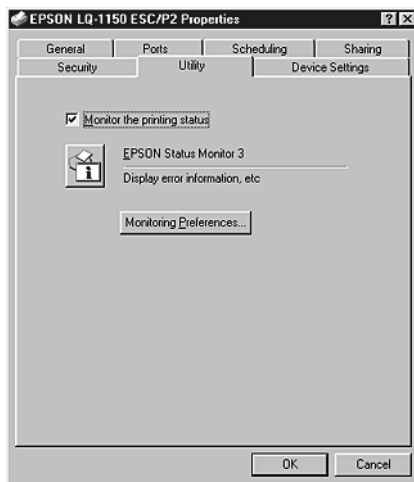 EPSON LQ-1150 ESC/P2 Properties
General Ports Scheduling Sharing
Security Utility Device Settings
Monitor the printing status
EPSON Status Monitor 3
Display error information, etc
Monitoring Preferences...
OK Cancel